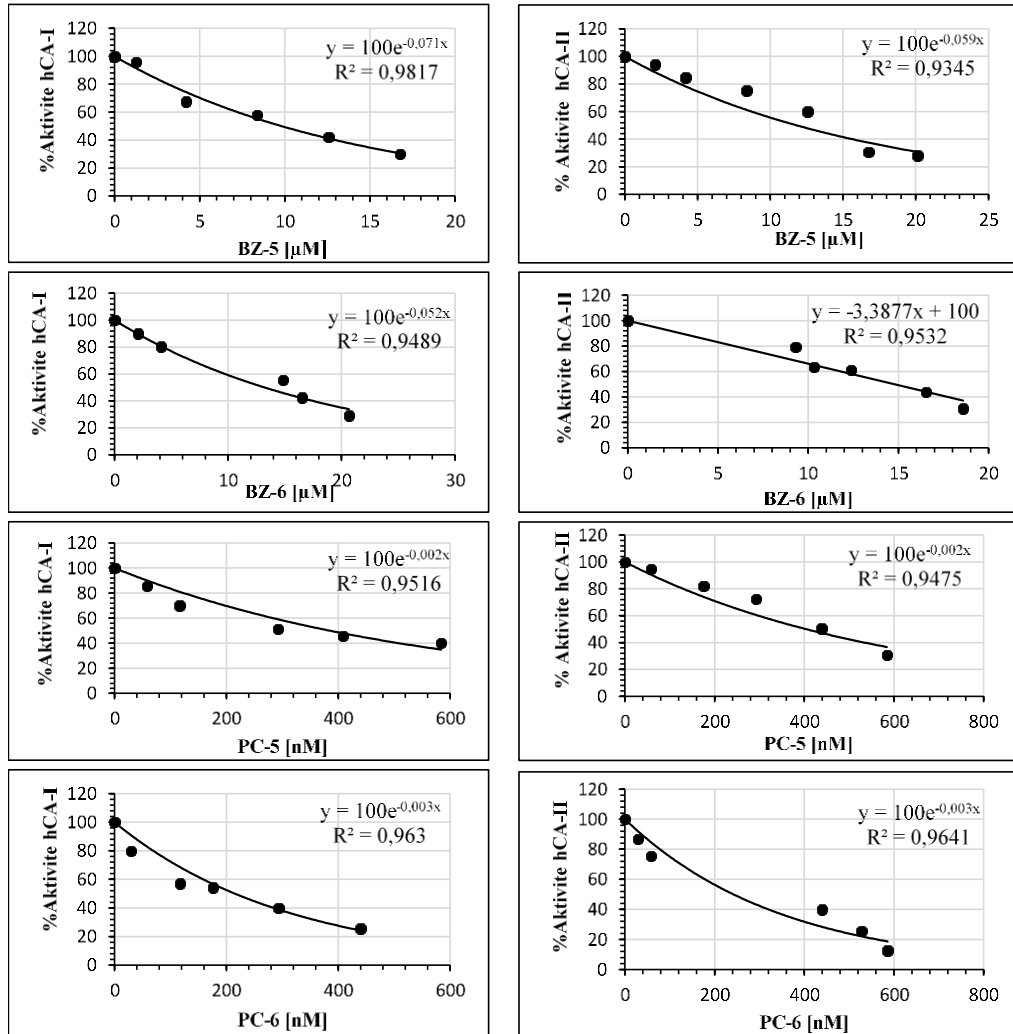 %Aktivite hCA-I
120
100
80
60
40
20
0
y = 100e^-0,071x
R² = 0,9817
0 5 10 15 20
BZ-5 [µM]
% Aktivite hCA-II
120
100
80
60
40
20
0
y = 100e^-0,059x
R² = 0,9345
0 5 10 15 20 25
BZ-5 [µM]
%Aktivite hCA-I
120
100
80
60
40
20
0
y = 100e^-0,052x
R² = 0,9489
0 10 20 30
BZ-6 [µM]
%Aktivite hCA-II
120
100
80
60
40
20
0
y = -3,3877x + 100
R² = 0,9532
0 5 10 15 20
BZ-6 [µM]
%Aktivite hCA-I
120
100
80
60
40
20
0
y = 100e^-0,002x
R² = 0,9516
0 200 400 600
PC-5 [nM]
% Aktivite hCA-II
120
100
80
60
40
20
0
y = 100e^-0,002x
R² = 0,9475
0 200 400 600 800
PC-5 [nM]
%Aktivite hCA-I
120
100
80
60
40
20
0
y = 100e^-0,003x
R² = 0,963
0 200 400 600
PC-6 [nM]
%Aktivite hCA-II
120
100
80
60
40
20
0
y = 100e^-0,003x
R² = 0,9641
0 200 400 600 800
PC-6 [nM]